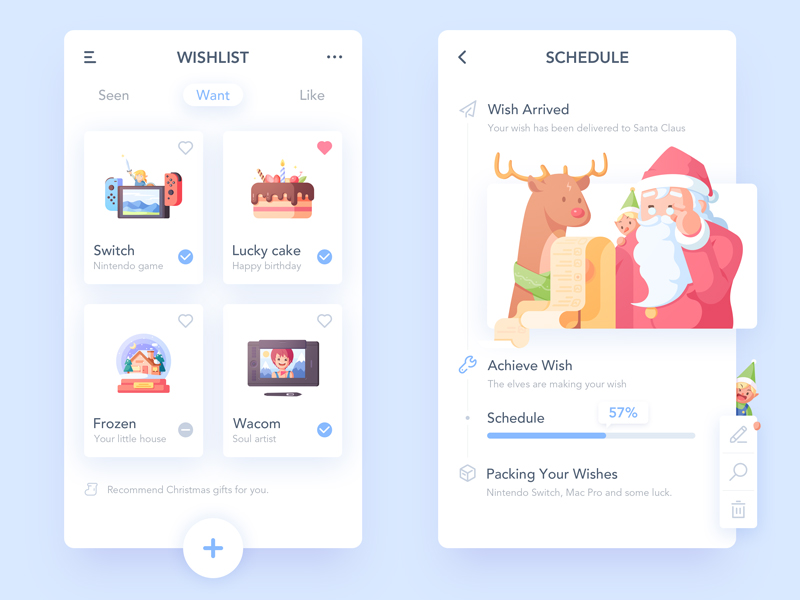 WISHLIST
Seen
Want
Like
Switch
Nintendo game
Lucky cake
Happy birthday
Frozen
Your little house
Wacom
Soul artist
Recommend Christmas gifts for you.
SCHEDULE
Wish Arrived
Your wish has been delivered to Santa Claus
Achieve Wish
The elves are making your wish
Schedule
57%
Packing Your Wishes
Nintendo Switch, Mac Pro and some luck.